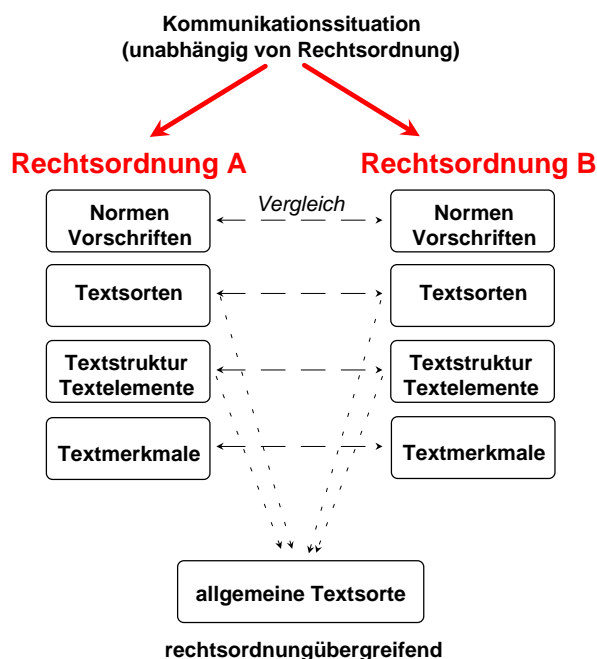 Kommunikationssituation
(unabhängig von Rechtsordnung)
Rechtsordnung A
Rechtsordnung B
Normen
Vorschriften
Vergleich
Normen
Vorschriften
Textsorten
Textsorten
Textstruktur
Textelemente
Textstruktur
Textelemente
Textmerkmale
Textmerkmale
allgemeine Textsorte
rechtsordnungübergreifend